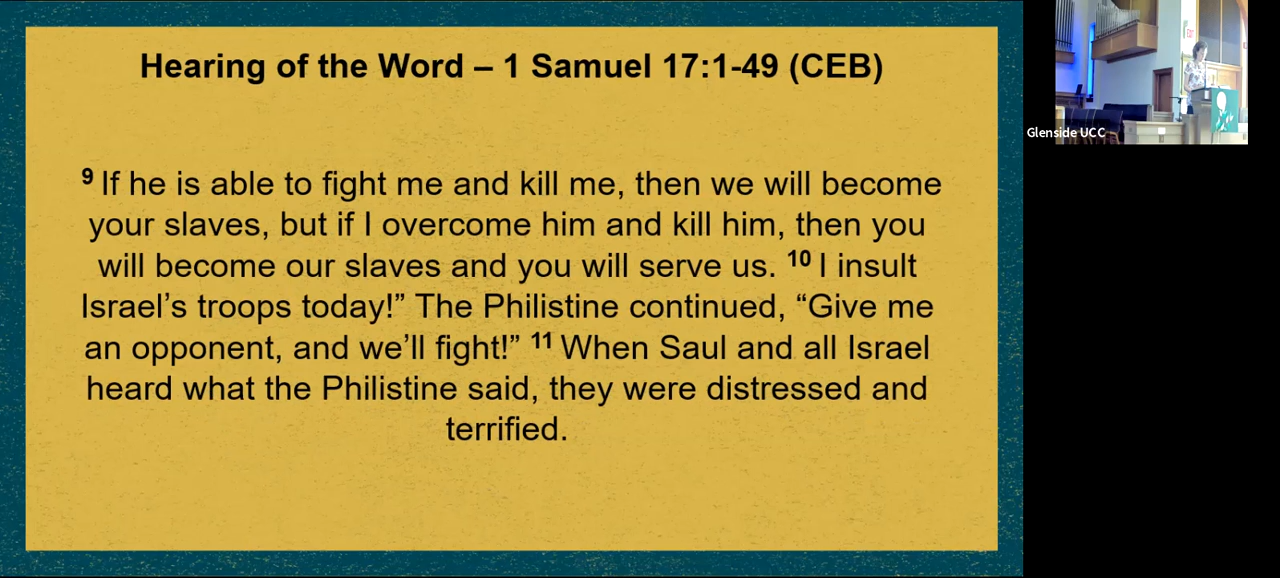 Hearing of the Word – 1 Samuel 17:1-49 (CEB)
9 If he is able to fight me and kill me, then we will become
your slaves, but if I overcome him and kill him, then you
will become our slaves and you will serve us. 10 I insult
Israel’s troops today!” The Philistine continued, “Give me
an opponent, and we’ll fight!” 11 When Saul and all Israel
heard what the Philistine said, they were distressed and
terrified.
Glenside UCC